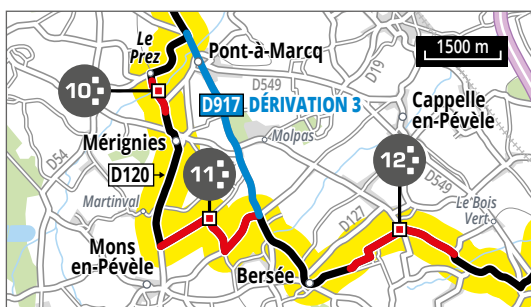 Le
Prez
Pont-à-Marcq
1500 m
D19
10
D549
D917 DÉRIVATION 3
Cappelle
en-Pévèle
Mérignies
Molpas
12
D54
D120
11
D549
Martinval
D127
Le Bois
Vert
Mons
en-Pévèle
Bersée